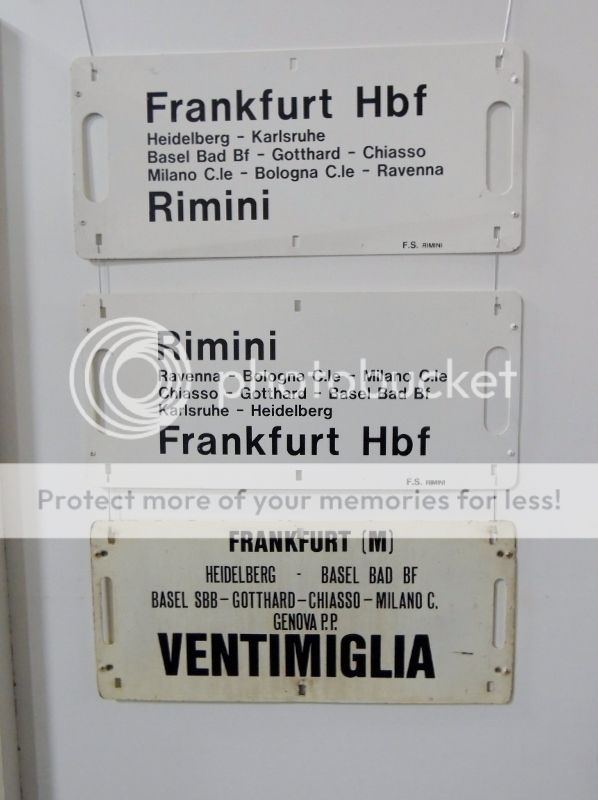 Frankfurt Hbf
Heidelberg - Karlsruhe
Basel Bad Bf - Gotthard - Chiasso
Milano C.le - Bologna C.le - Ravenna
Rimini
F.S. RIMINI
Rimini
Ravenna - Bologna C.le - Milano C.le
Chiasso - Gotthard - Basel Bad Bf
Karlsruhe - Heidelberg
photobucket
Frankfurt Hbf
F.S. RIMINI
Protect more of your memories for less!
FRANKFURT (M)
HEIDELBERG - BASEL BAD BF
BASEL SBB-GOTTHARD-CHIASSO-MILANO C.
GENOVA P.P.
VENTIMIGLIA